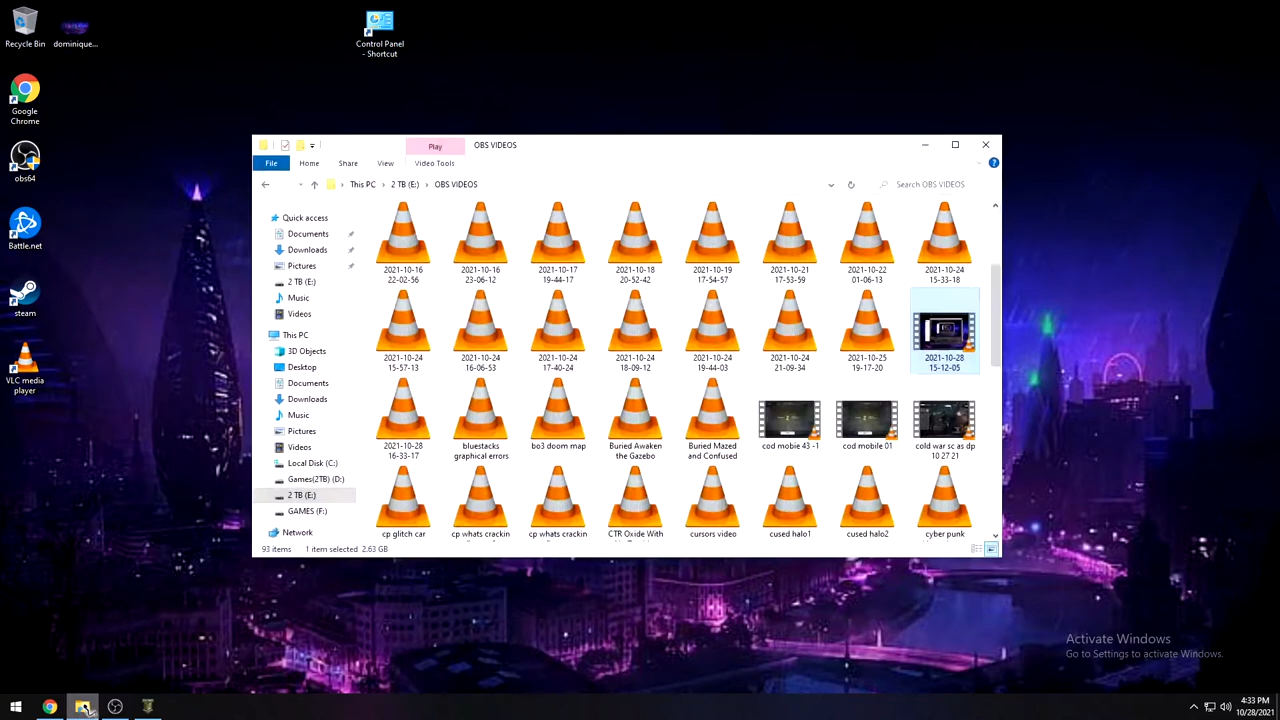 Recycle Bin
dominique...
Control Panel
- Shortcut
Google
Chrome
obs64
Battle.net
steam
VLC media
player
Play
OBS VIDEOS
File
Home
Share
View
Video Tools
This PC
2 TB (E:)
OBS VIDEOS
Search OBS VIDEOS
Quick access
Documents
Downloads
Pictures
2 TB (E:)
Music
Videos
This PC
3D Objects
Desktop
Documents
Downloads
Music
Pictures
Videos
Local Disk (C:)
Games(2TB) (D:)
2 TB (E:)
GAMES (F:)
Network
2021-10-16
22-02-56
2021-10-16
23-06-12
2021-10-17
19-44-17
2021-10-18
20-52-42
2021-10-19
17-54-57
2021-10-21
17-53-59
2021-10-22
01-06-13
2021-10-24
15-33-18
2021-10-24
15-57-13
2021-10-24
16-06-53
2021-10-24
17-40-24
2021-10-24
18-09-12
2021-10-24
19-44-03
2021-10-24
21-09-34
2021-10-25
19-17-20
2021-10-28
15-12-05
2021-10-28
16-33-17
bluestacks
graphical errors
bo3 doom map
Buried Awaken
the Gazebo
Buried Mazed
and Confused
cod mobie 43 -1
cod mobile 01
cold war sc as dp
10 27 21
cp glitch car
cp whats crackin
cp whats crackin
CTR Oxide With
cursors video
cused halo1
cused halo2
cyber punk
93 items
1 item selected 2.63 GB
Activate Windows
Go to Settings to activate Windows.
4:33 PM
10/28/2021